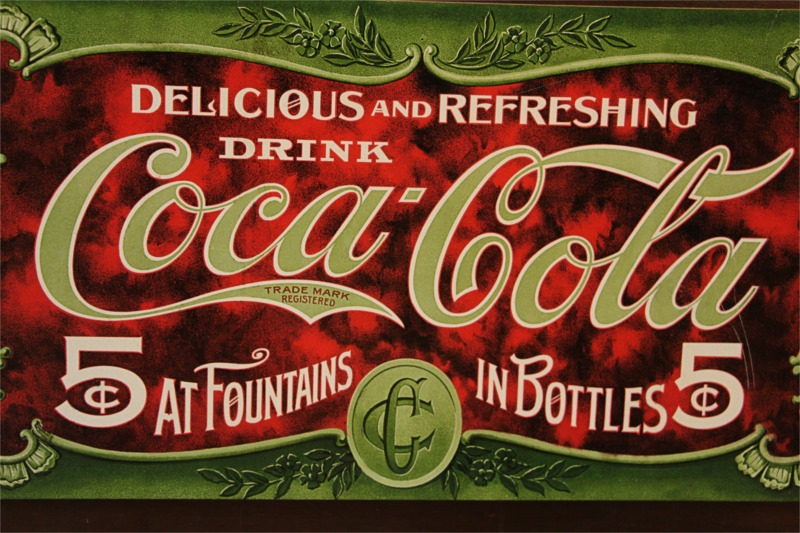 DELICIOUS AND REFRESHING
DRINK
Coca-Cola
TRADE MARK
REGISTERED
5¢ AT FOUNTAINS IN BOTTLES 5¢
CC